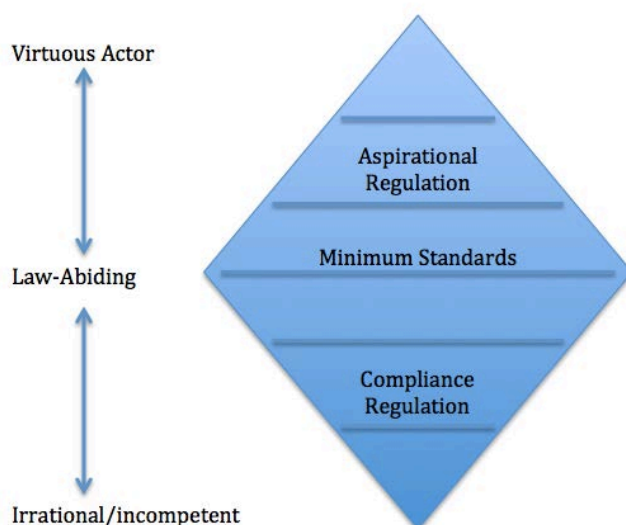 Virtuous Actor
Aspirational
Regulation
Minimum Standards
Law-Abiding
Compliance
Regulation
Irrational/incompetent